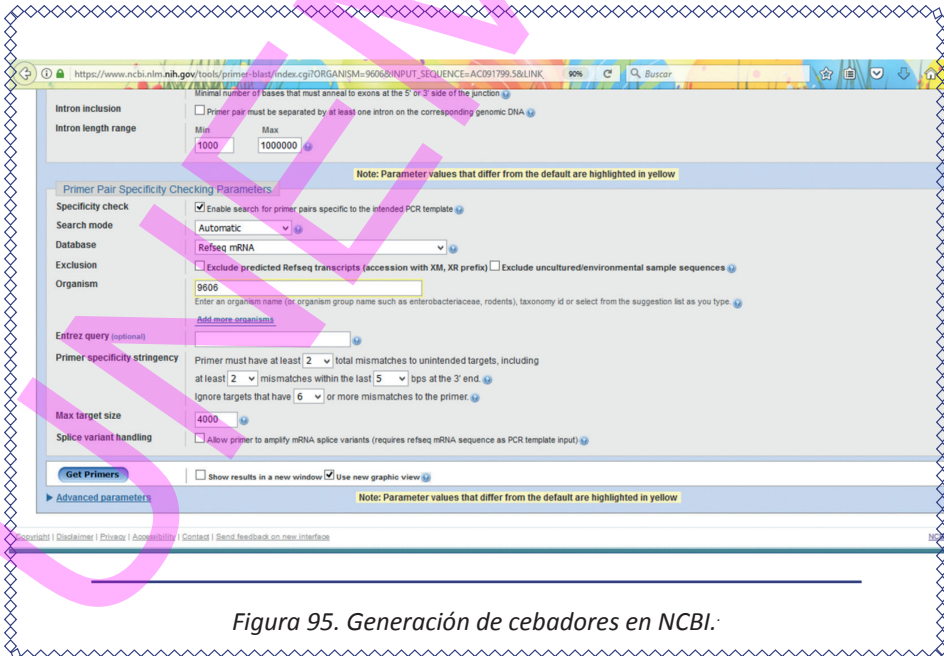 https://www.ncbi.nlm.nih.gov/tools/primer-blast/index.cgi?ORGANISM=9606&INPUT_SEQUENCE=AC091799.5&LINK_ 90% Buscar
Minimal number of bases that must anneal to exons at the 5' or 3' side of the junction
Intron inclusion Primer pair must be separated by at least one intron on the corresponding genomic DNA
Intron length range Min Max
1000 1000000
Note: Parameter values that differ from the default are highlighted in yellow
Primer Pair Specificity Checking Parameters
Specificity check Enable search for primer pairs specific to the intended PCR template
Search mode Automatic
Database Refseq mRNA
Exclusion Exclude predicted Refseq transcripts (accession with XM, XR prefix) Exclude uncultured/environmental sample sequences
Organism 9606
Enter an organism name (or organism group name such as enterobacteriaceae, rodents), taxonomy id or select from the suggestion list as you type.
Add more organisms
Entrez query (optional)
Primer specificity stringency Primer must have at least 2 total mismatches to unintended targets, including
at least 2 mismatches within the last 5 bps at the 3' end.
Ignore targets that have 6 or more mismatches to the primer.
Max target size 4000
Splice variant handling Allow primer to amplify mRNA splice variants (requires refseq mRNA sequence as PCR template input)
Get Primers Show results in a new window Use new graphic view
Advanced parameters Note: Parameter values that differ from the default are highlighted in yellow
Copyright | Disclaimer | Privacy | Accessibility | Contact | Send feedback on new interface
Figura 95. Generación de cebadores en NCBI.